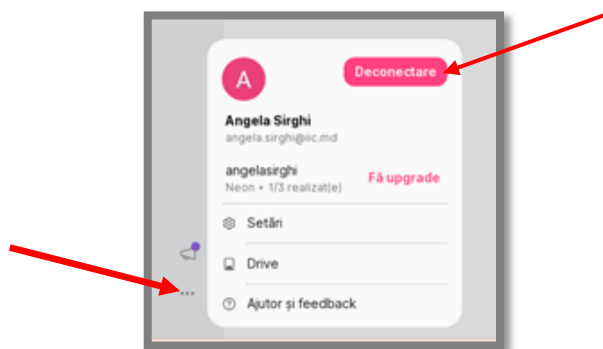 A
Deconectare
Angela Sirghi
angela.sirghi@iic.md
angelasirghi
Neon • 1/3 realizat(e)
Fă upgrade
Setări
Drive
Ajutor și feedback